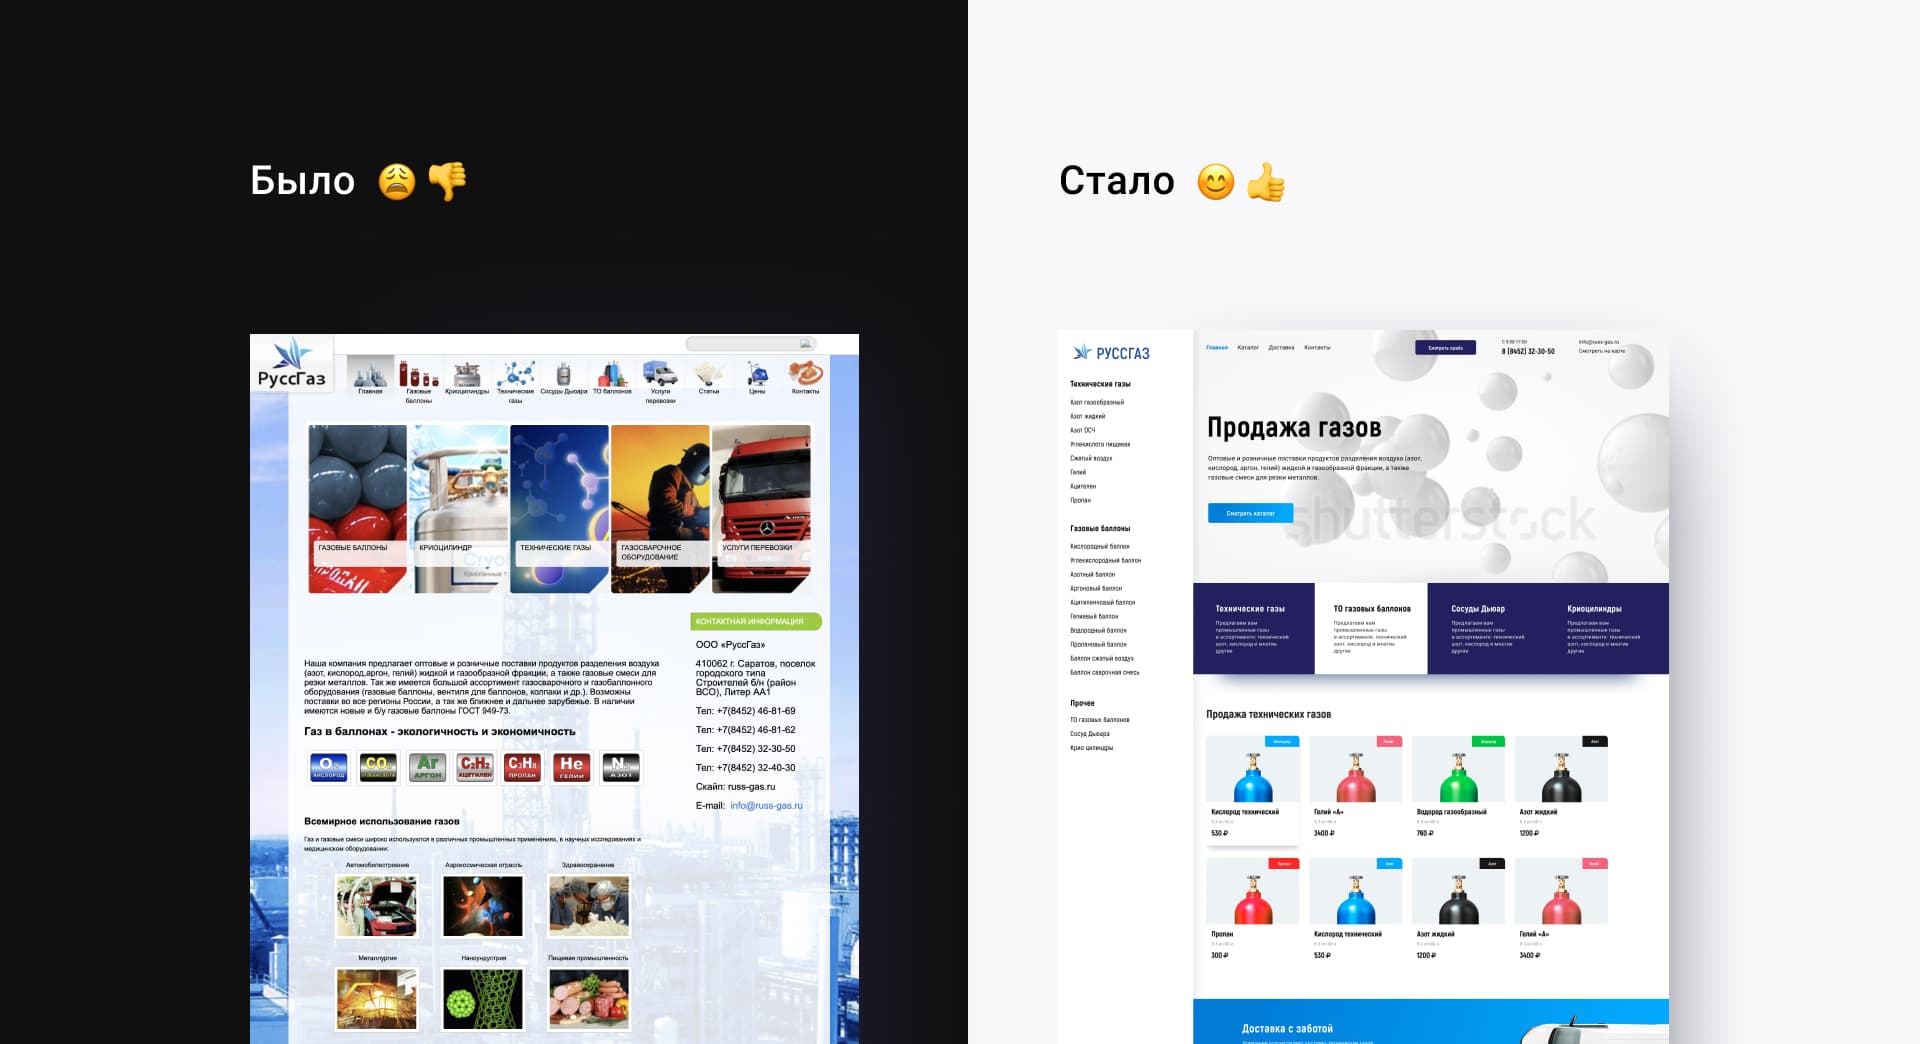 Было
Стало
РуссГаз
Главная
Газовые
баллоны
Криоцилиндры
Технические
газы
Сосуды Дьюара
ТО баллонов
Услуги
перевозки
Статьи
Цены
Контакты
ГАЗОВЫЕ БАЛЛОНЫ
КРИОЦИЛИНДР
ТЕХНИЧЕСКИЕ ГАЗЫ
ГАЗОСВАРОЧНОЕ
ОБОРУДОВАНИЕ
УСЛУГИ ПЕРЕВОЗКИ
Наша компания предлагает оптовые и розничные поставки продуктов разделения воздуха
(азот, кислород,аргон, гелий) жидкой и газообразной фракции, а также газовые смеси для
резки металлов. Так же имеется большой ассортимент газосварочного и газобаллонного
оборудования (газовые баллоны, вентиля для баллонов, колпаки и др.). Возможны
поставки во все регионы России, а так же ближнее и дальнее зарубежье. В наличии
имеются новые и б/у газовые баллоны ГОСТ 949-73.
Газ в баллонах - экологичность и экономичность
КИСЛОРОД
CO₂
Ar
АРГОН
C₂H₂
АЦЕТИЛЕН
C₃H₈
ПРОПАН
He
ГЕЛИЙ
АЗОТ
Всемирное использование газов
Газ и газовые смеси широко используются в различных промышленных применениях, в научных исследованиях и
медицинском оборудовании:
Автомобилестроение
Аэрокосмическая отрасль
Здравоохранение
Металлургия
Наноиндустрия
Пищевая промышленность
КОНТАКТНАЯ ИНФОРМАЦИЯ
ООО «РуссГаз»
410062 г. Саратов, поселок
городского типа
Строителей б/н (район
ВСО), Литер АА1
Тел: +7(8452) 46-81-69
Тел: +7(8452) 46-81-62
Тел: +7(8452) 32-30-50
Тел: +7(8452) 32-40-30
Скайп: russ-gas.ru
E-mail: info@russ-gas.ru
РУССГАЗ
Технические газы
Азот газообразный
Азот жидкий
Азот ОСЧ
Углекислота пищевая
Сжатый воздух
Гелий
Ацителен
Пропан
Газовые баллоны
Кислородный баллон
Углекислородный баллон
Азотный баллон
Аргоновый баллон
Ацитиленновый баллон
Гелиевый баллон
Водородный баллон
Пропановый баллон
Баллон сжатый воздух
Баллон сварочная смесь
Прочее
ТО газовых баллонов
Сосуд Дьюара
Крио цилиндры
Главная
Каталог
Доставка
Контакты
Смотреть прайс
С 9:00-17:00
8 (8452) 32-30-50
info@russ-gas.ru
Смотреть на карте
Продажа газов
Оптовые и розничные поставки продуктов разделения воздуха (азот,
кислород, аргон, гелий) жидкой и газообразной фракции, а также
газовые смеси для резки металлов.
Смотреть каталог
shutterstock
Технические газы
Предлагаем вам
промышленные газы
в ассортименте: технический
азот, кислород и многие
другие
ТО газовых баллонов
Предлагаем вам
промышленные газы
в ассортименте: технический
азот, кислород и многие
другие
Сосуды Дьюар
Предлагаем вам
промышленные газы
в ассортименте: технический
азот, кислород и многие
другие
Криоцилиндры
Предлагаем вам
промышленные газы
в ассортименте: технический
азот, кислород и многие
другие
Продажа технических газов
Кислород технический
530 ₽
Гелий «А»
3400 ₽
Водород газообразный
760 ₽
Азот жидкий
1200 ₽
Пропан
300 ₽
Кислород технический
530 ₽
Азот жидкий
1200 ₽
Гелий «А»
3400 ₽
Доставка с заботой